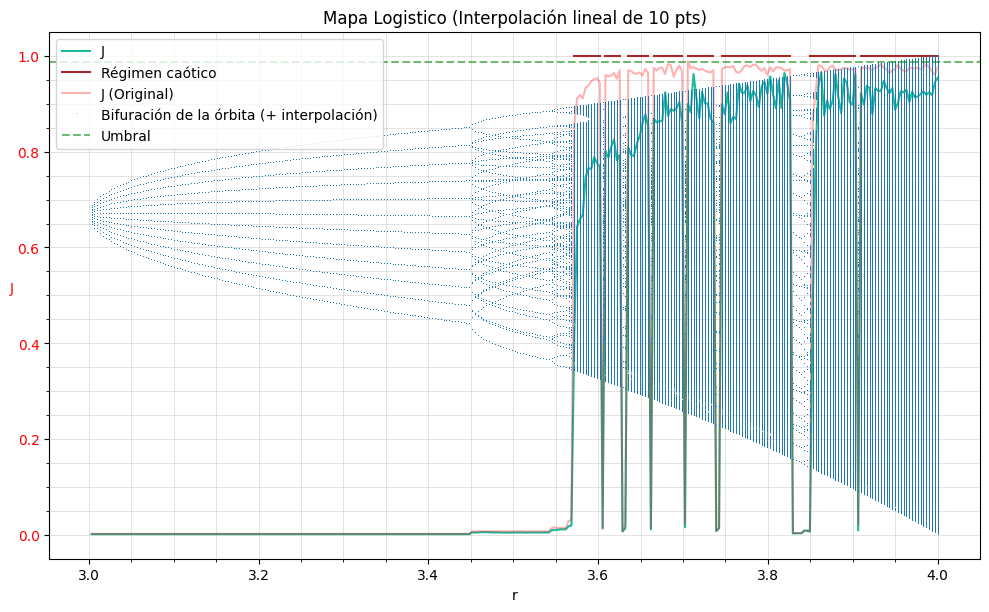 Mapa Logistico (Interpolación lineal de 10 pts)
J
Régimen caótico
J (Original)
Bifuración de la órbita (+ interpolación)
Umbral
1.0
0.8
0.6
0.4
0.2
0.0
J
3.0 3.2 3.4 3.6 3.8 4.0
r